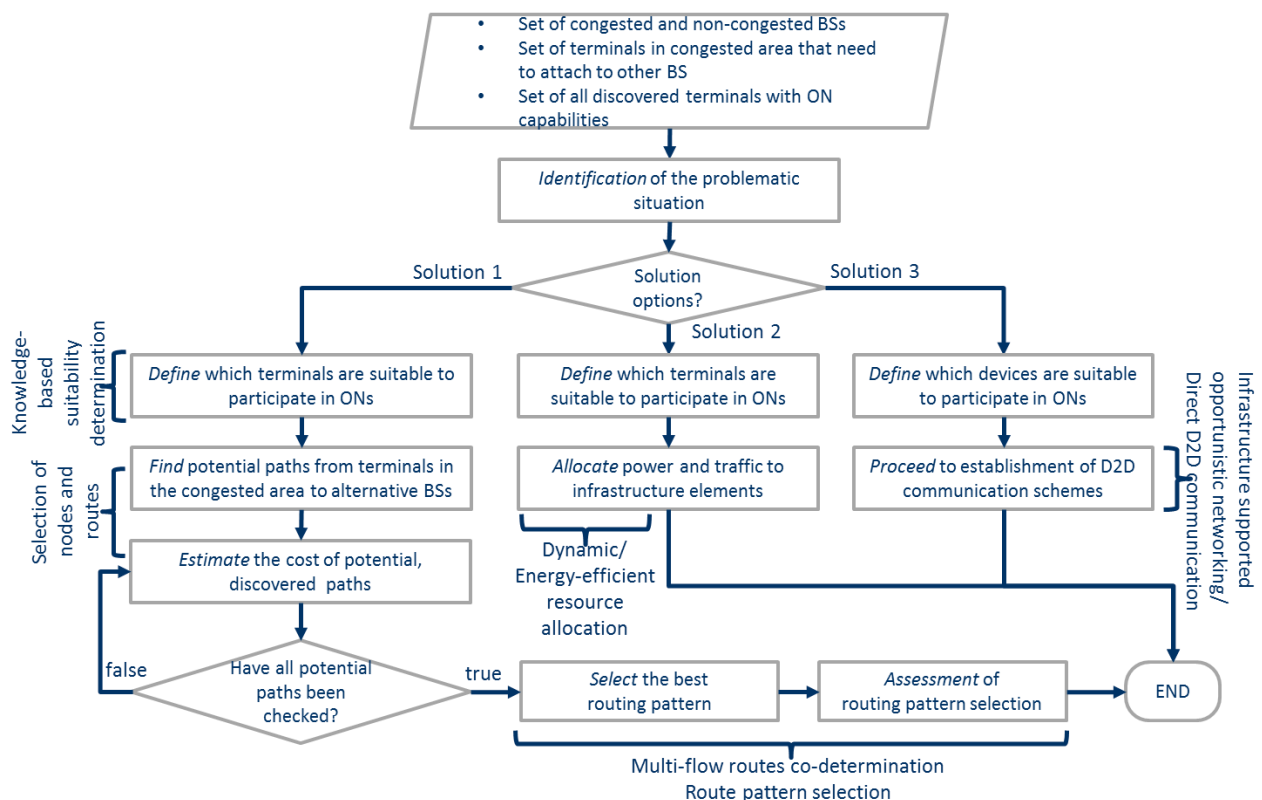 • Set of congested and non-congested BSs
• Set of terminals in congested area that need
to attach to other BS
• Set of all discovered terminals with ON
capabilities
Identification of the problematic
situation
Solution
options?
Solution 1
Solution 2
Solution 3
Knowledge-
based
suitability
determination
Define which terminals are suitable to
participate in ONs
Define which terminals are
suitable to participate in ONs
Define which devices are suitable
to participate in ONs
Selection of
nodes and
routes
Find potential paths from terminals in
the congested area to alternative BSs
Allocate power and traffic to
infrastructure elements
Proceed to establishment of D2D
communication schemes
Infrastructure supported
opportunistic networking/
Direct D2D communication
Estimate the cost of potential,
discovered paths
Dynamic/
Energy-efficient
resource
allocation
false
Have all potential
paths been
checked?
true
Select the best
routing pattern
Assessment of
routing pattern selection
END
Multi-flow routes co-determination
Route pattern selection